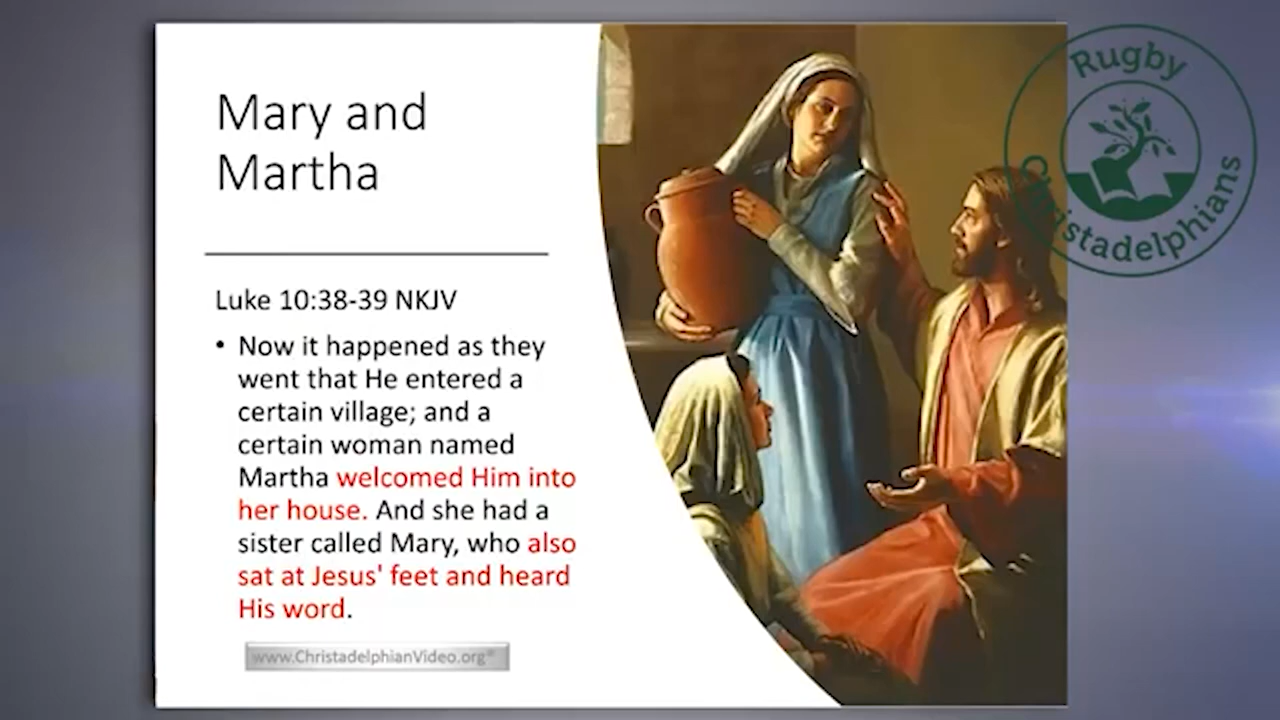 Mary and
Martha
Luke 10:38-39 NKJV
• Now it happened as they
went that He entered a
certain village; and a
certain woman named
Martha welcomed Him into
her house. And she had a
sister called Mary, who also
sat at Jesus' feet and heard
His word.
www.ChristadelphianVideo.org®
Rugby
Christadelphians